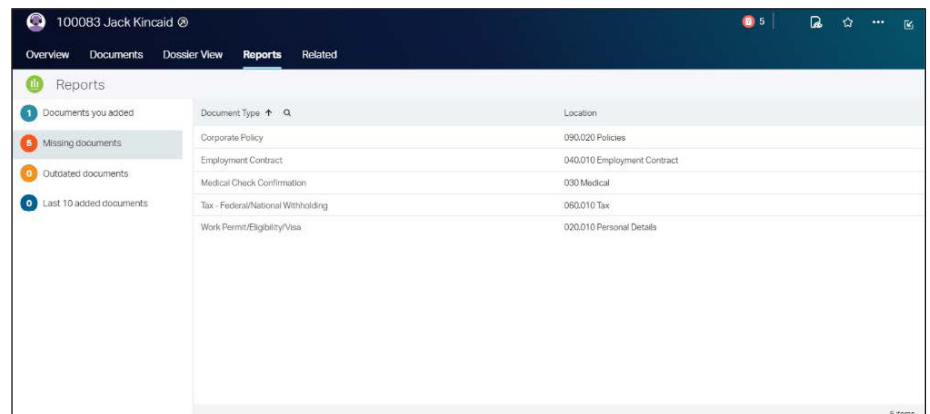 100083 Jack Kincaid
5
Overview Documents Dossier View Reports Related
Reports
1 Documents you added
5 Missing documents
0 Outdated documents
0 Last 10 added documents
Document Type Location
Corporate Policy 090.020 Policies
Employment Contract 040.010 Employment Contract
Medical Check Confirmation 030 Medical
Tax - Federal/National Withholding 060.010 Tax
Work Permit/Eligibility/Visa 020.010 Personal Details
5 items